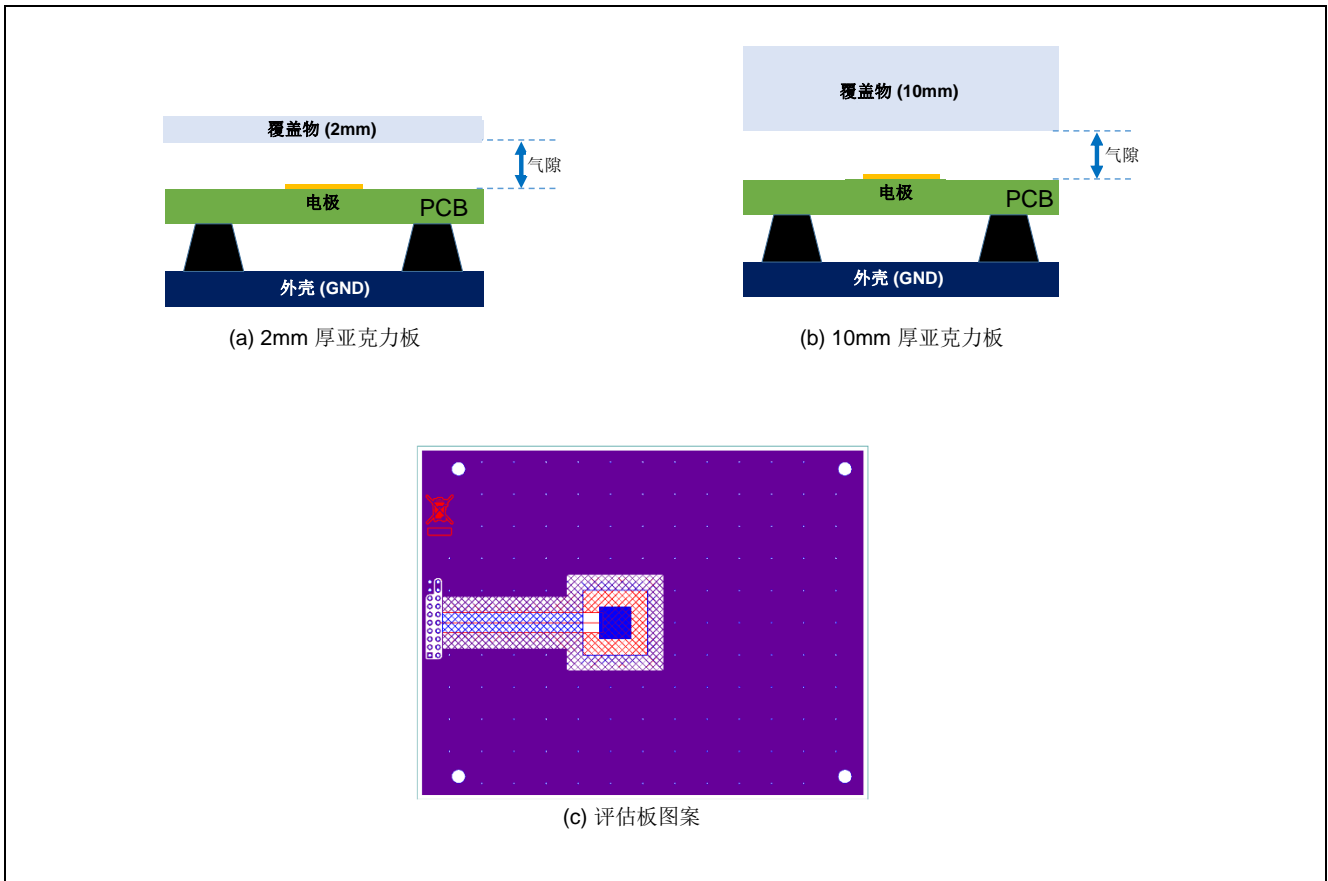 覆盖物 (2mm)
气隙
电极
PCB
外壳 (GND)
(a) 2mm 厚亚克力板
覆盖物 (10mm)
气隙
电极
PCB
外壳 (GND)
(b) 10mm 厚亚克力板
(c) 评估板图案